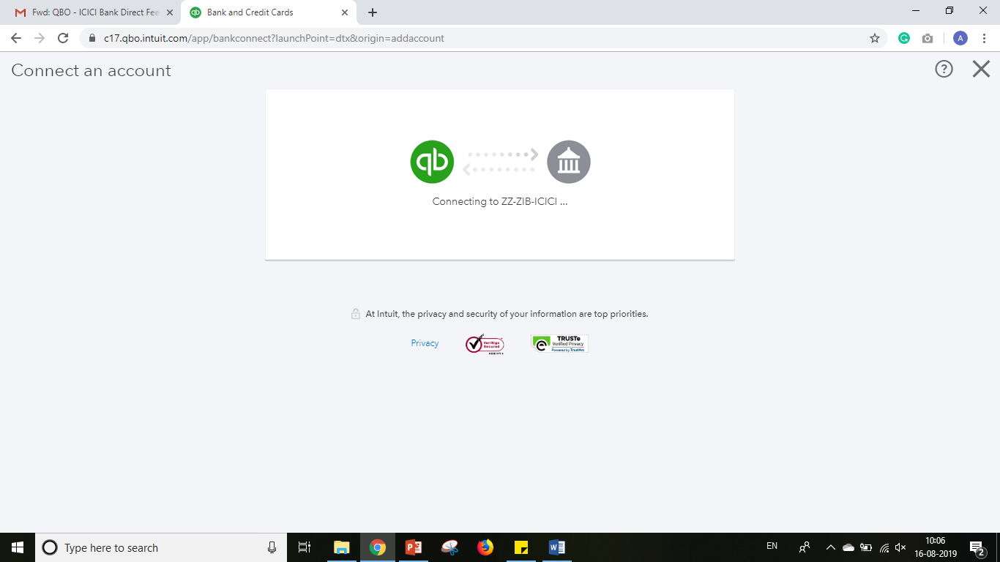 Fwd: QBO - ICICI Bank Direct Fee
Bank and Credit Cards
c17.qbo.intuit.com/app/bankconnect?launchPoint=dtx&origin=addaccount
A
Connect an account
?
qb
Connecting to ZZ-ZIB-ICICI ...
At Intuit, the privacy and security of your information are top priorities.
Privacy
VeriSign
Secured
TRUSTe
Verified Privacy
Powered by TrustArc
Type here to search
EN
10:06
16-08-2019
2